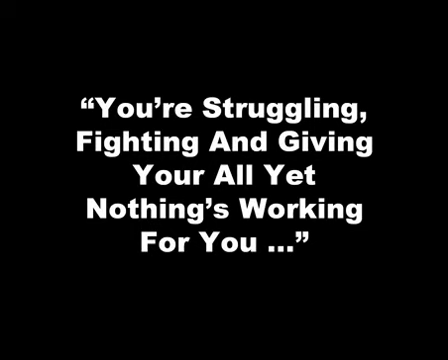 “You’re Struggling,
Fighting And Giving
Your All Yet
Nothing’s Working
For You ...”